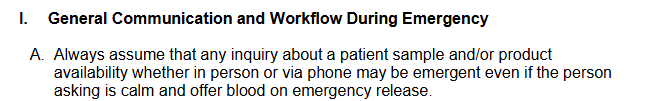 I. General Communication and Workflow During Emergency
A. Always assume that any inquiry about a patient sample and/or product
availability whether in person or via phone may be emergent even if the person
asking is calm and offer blood on emergency release.